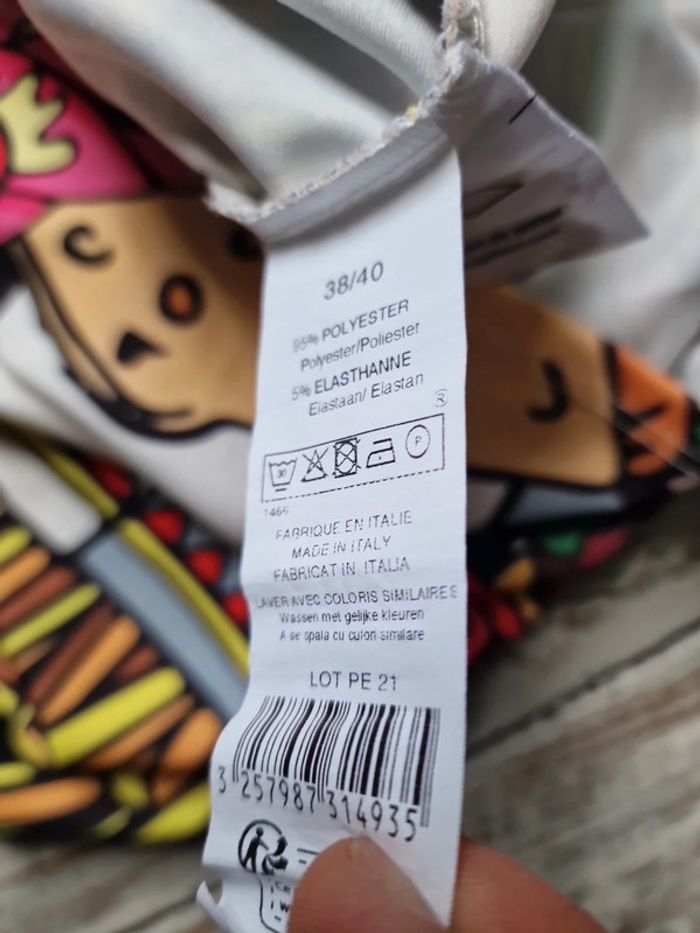 38/40
95% POLYESTER
Polyester/Poliester
5% ELASTHANNE
Elastaan/ Elastan
3
30
P
1466
FABRIQUE EN ITALIE
MADE IN ITALY
FABRICAT IN ITALIA
LAVER AVEC COLORIS SIMILAIRES
Wassen met gelijke kleuren
A se spala cu culori similare
LOT PE 21
3 257987 314935